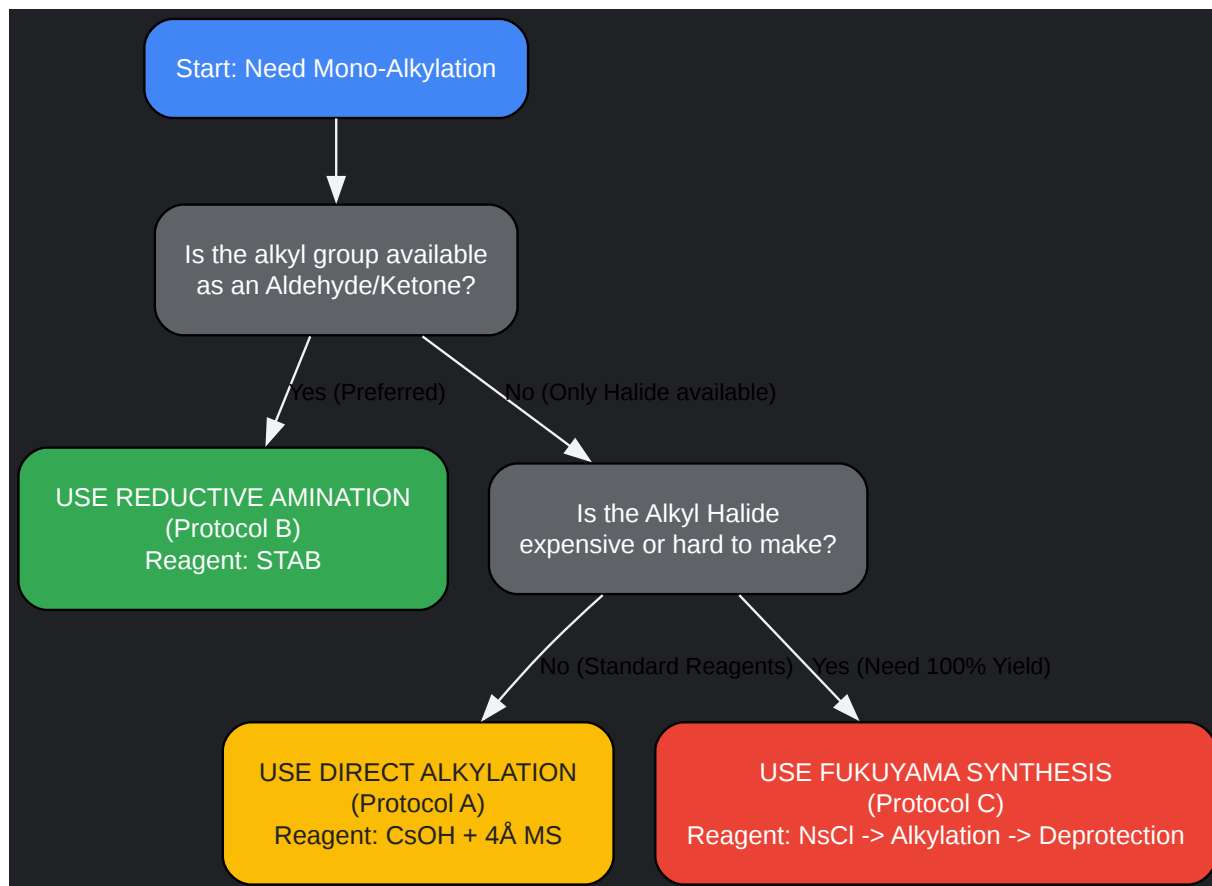 Start: Need Mono-Alkylation
Is the alkyl group available
as an Aldehyde/Ketone?
Yes (Preferred)
No (Only Halide available)
USE REDUCTIVE AMINATION
(Protocol B)
Reagent: STAB
Is the Alkyl Halide
expensive or hard to make?
No (Standard Reagents)
Yes (Need 100% Yield)
USE DIRECT ALKYLATION
(Protocol A)
Reagent: CsOH + 4Å MS
USE FUKUYAMA SYNTHESIS
(Protocol C)
Reagent: NsCl -> Alkylation -> Deprotection